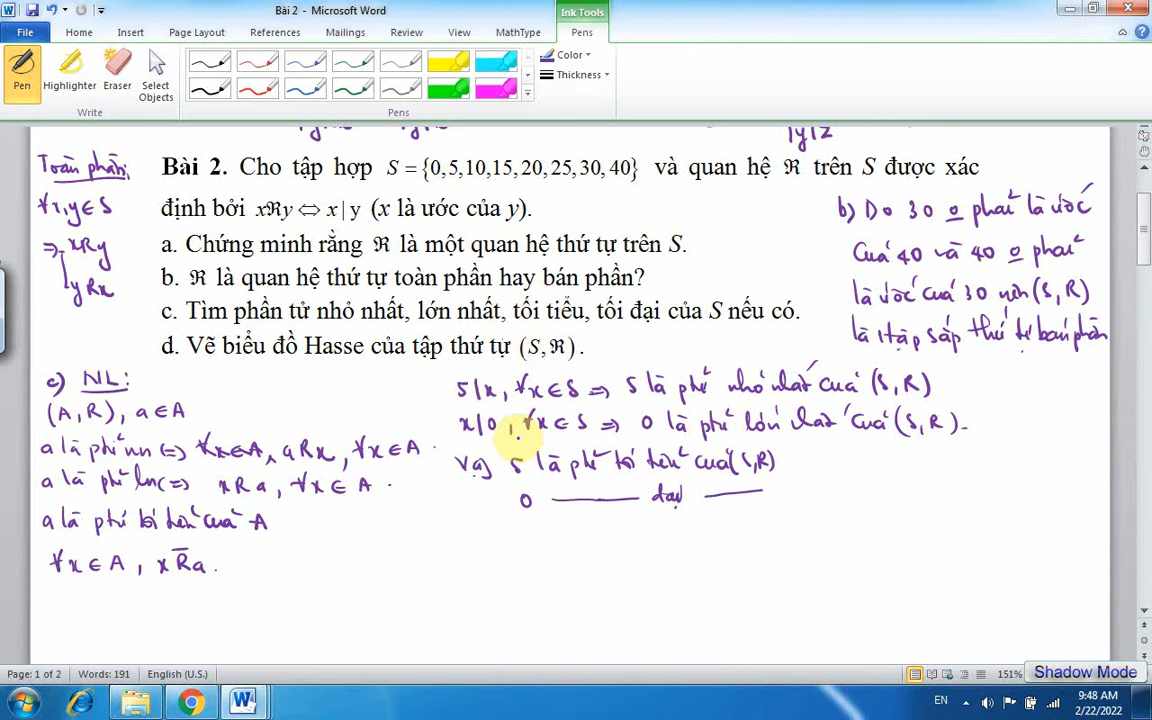 Bài 2 - Microsoft Word
Ink Tools
File Home Insert Page Layout References Mailings Review View MathType Pens
Pen Highlighter Eraser Select Objects
Color
Thickness
Write
Pens
Toàn phần:
∀x,y ∈ S
⇒ xRy
yRx
Bài 2. Cho tập hợp S = {0,5,10,15,20,25,30,40} và quan hệ ℜ trên S được xác
định bởi xℜy ⇔ x | y (x là ước của y).
a. Chứng minh rằng ℜ là một quan hệ thứ tự trên S.
b. ℜ là quan hệ thứ tự toàn phần hay bán phần?
c. Tìm phần tử nhỏ nhất, lớn nhất, tối tiểu, tối đại của S nếu có.
d. Vẽ biểu đồ Hasse của tập thứ tự (S,ℜ).
b) Do 30 o phải là ước
của 40 và 40 o phải
là ước của 30 nên (S, R)
là 1 tập sắp thứ tự bán phần
c) NL:
(A, R), a ∈ A
a là pht nn ⇔ ∀x ∈ A, aRx, ∀x ∈ A
a là pht ln ⇔ xRa, ∀x ∈ A.
a là pht tối tiểu của A
∀x ∈ A, x R̅ a.
5|x, ∀x ∈ S ⇒ 5 là pht nhỏ nhất của (S, R)
x|0, ∀x ∈ S ⇒ 0 là pht lớn nhất của (S, R).
Vậy 5 là pht tối tiểu của (S,R)
0 ——— đại ———
Page: 1 of 2 Words: 191 English (U.S.) 151%
Shadow Mode
EN 9:48 AM
2/22/2022